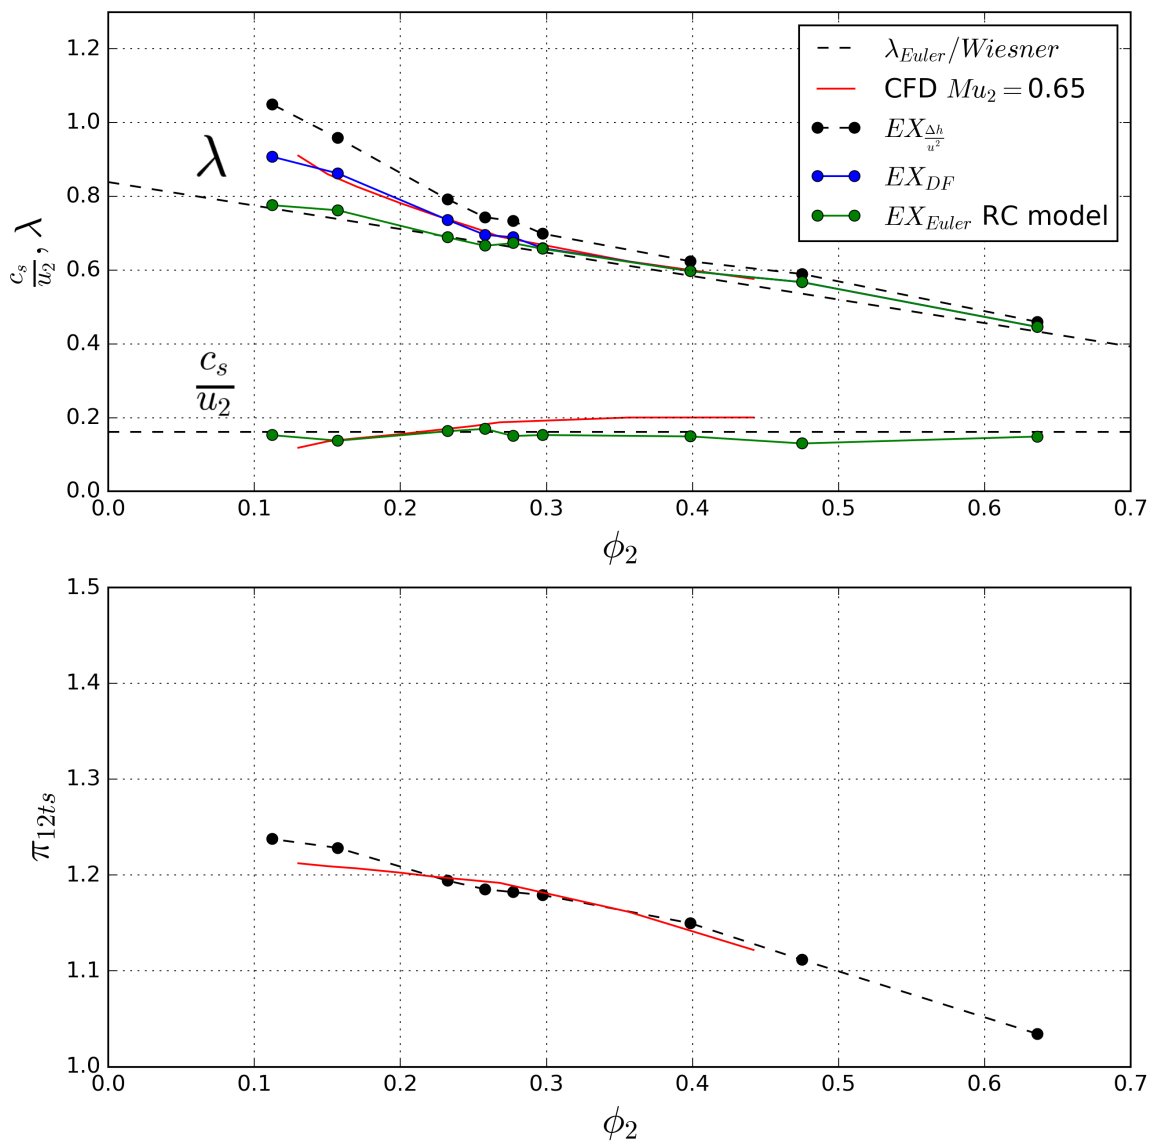 1.2
1.0
0.8
0.6
0.4
0.2
0.0
c_s/u_2, λ
λ
c_s/u_2
λ_Euler/Wiesner
CFD Mu_2 = 0.65
EX_Δh/u^2
EX_DF
EX_Euler RC model
0.0 0.1 0.2 0.3 0.4 0.5 0.6 0.7
ϕ_2
1.5
1.4
1.3
1.2
1.1
1.0
π_12ts
0.0 0.1 0.2 0.3 0.4 0.5 0.6 0.7
ϕ_2